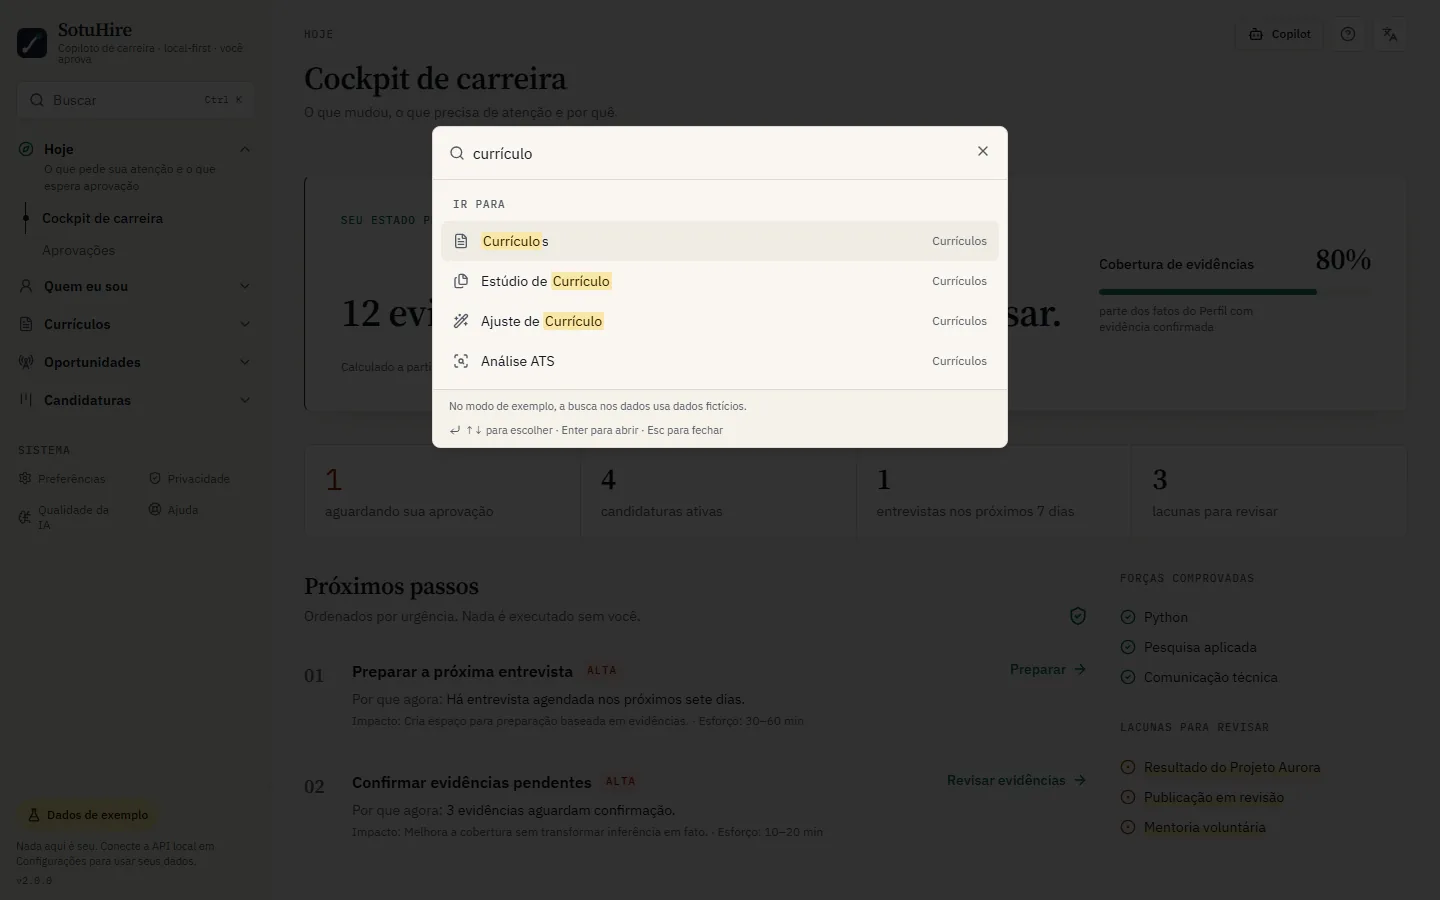 SotuHire
Copiloto de carreira · local-first · você
aprova
Buscar
Ctrl K
Hoje
O que pede sua atenção e o que
espera aprovação
Cockpit de carreira
Aprovações
Quem eu sou
Currículos
Oportunidades
Candidaturas
SISTEMA
Preferências
Privacidade
Qualidade da
IA
Ajuda
Dados de exemplo
Nada aqui é seu. Conecte a API local em
Configurações para usar seus dados.
v2.9.0
HOJE
Copilot
Cockpit de carreira
O que mudou, o que precisa de atenção e por quê.
currículo
IR PARA
Currículos
Currículos
Estúdio de Currículo
Currículos
Ajuste de Currículo
Currículos
Análise ATS
Currículos
No modo de exemplo, a busca nos dados usa dados fictícios.
↑↓ para escolher · Enter para abrir · Esc para fechar
SEU ESTADO
12
sar.
Calculado a
Cobertura de evidências
80%
parte dos fatos do Perfil com
evidência confirmada
1
aguardando sua aprovação
4
candidaturas ativas
1
entrevistas nos próximos 7 dias
3
lacunas para revisar
Próximos passos
Ordenados por urgência. Nada é executado sem você.
01
Preparar a próxima entrevista
ALTA
Preparar →
Por que agora: Há entrevista agendada nos próximos sete dias.
Impacto: Cria espaço para preparação baseada em evidências. · Esforço: 30–60 min
02
Confirmar evidências pendentes
ALTA
Revisar evidências →
Por que agora: 3 evidências aguardam confirmação.
Impacto: Melhora a cobertura sem transformar inferência em fato. · Esforço: 10–20 min
FORÇAS COMPROVADAS
Python
Pesquisa aplicada
Comunicação técnica
LACUNAS PARA REVISAR
Resultado do Projeto Aurora
Publicação em revisão
Mentoria voluntária